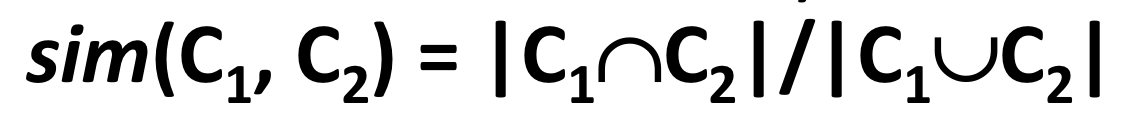 sim(C₁, C₂) = |C₁∩C₂|/|C₁∪C₂|